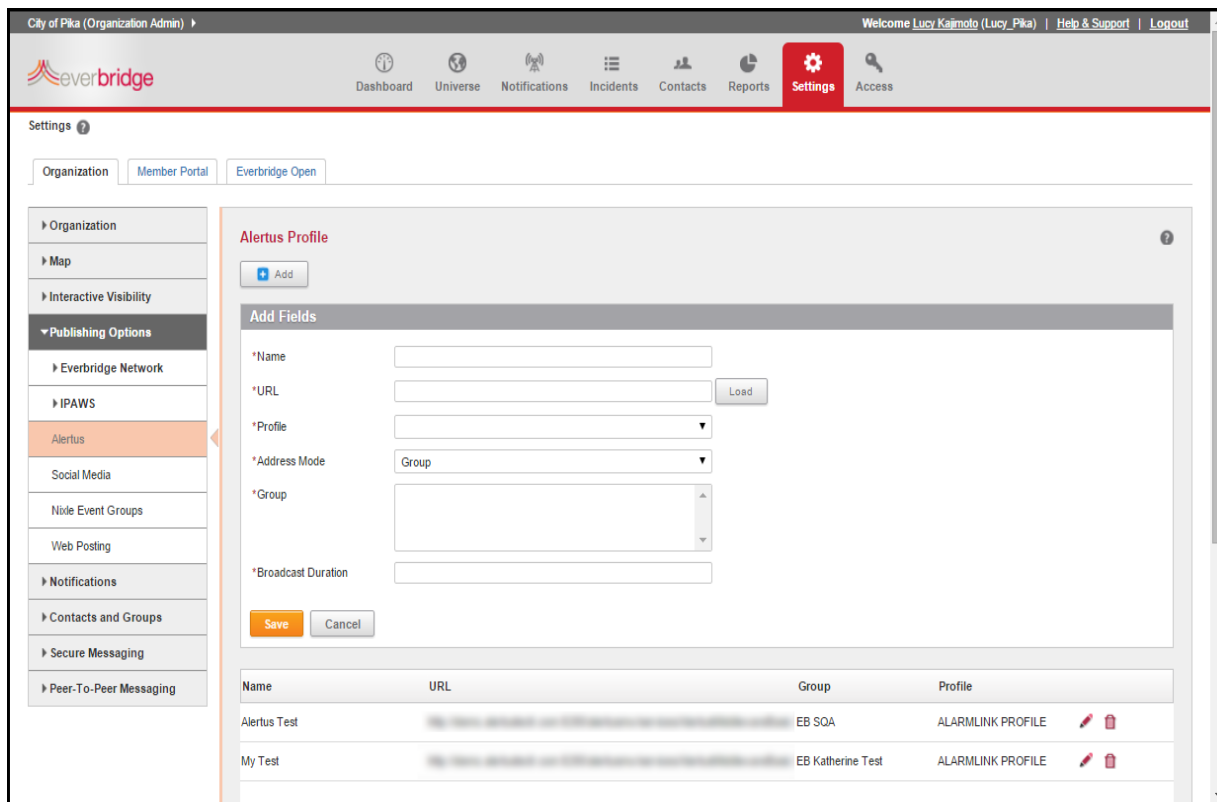 City of Pika (Organization Admin)
Welcome Lucy Kajimoto (Lucy_Pika) | Help & Support | Logout
everbridge
Dashboard Universe Notifications Incidents Contacts Reports Settings Access
Settings
Organization Member Portal Everbridge Open
Organization
Map
Interactive Visibility
Publishing Options
Everbridge Network
IPAWS
Alertus
Social Media
Nixle Event Groups
Web Posting
Notifications
Contacts and Groups
Secure Messaging
Peer-To-Peer Messaging
Alertus Profile
Add
Add Fields
*Name
*URL Load
*Profile
*Address Mode Group
*Group
*Broadcast Duration
Save Cancel
Name URL Group Profile
Alertus Test EB SQA ALARMLINK PROFILE
My Test EB Katherine Test ALARMLINK PROFILE